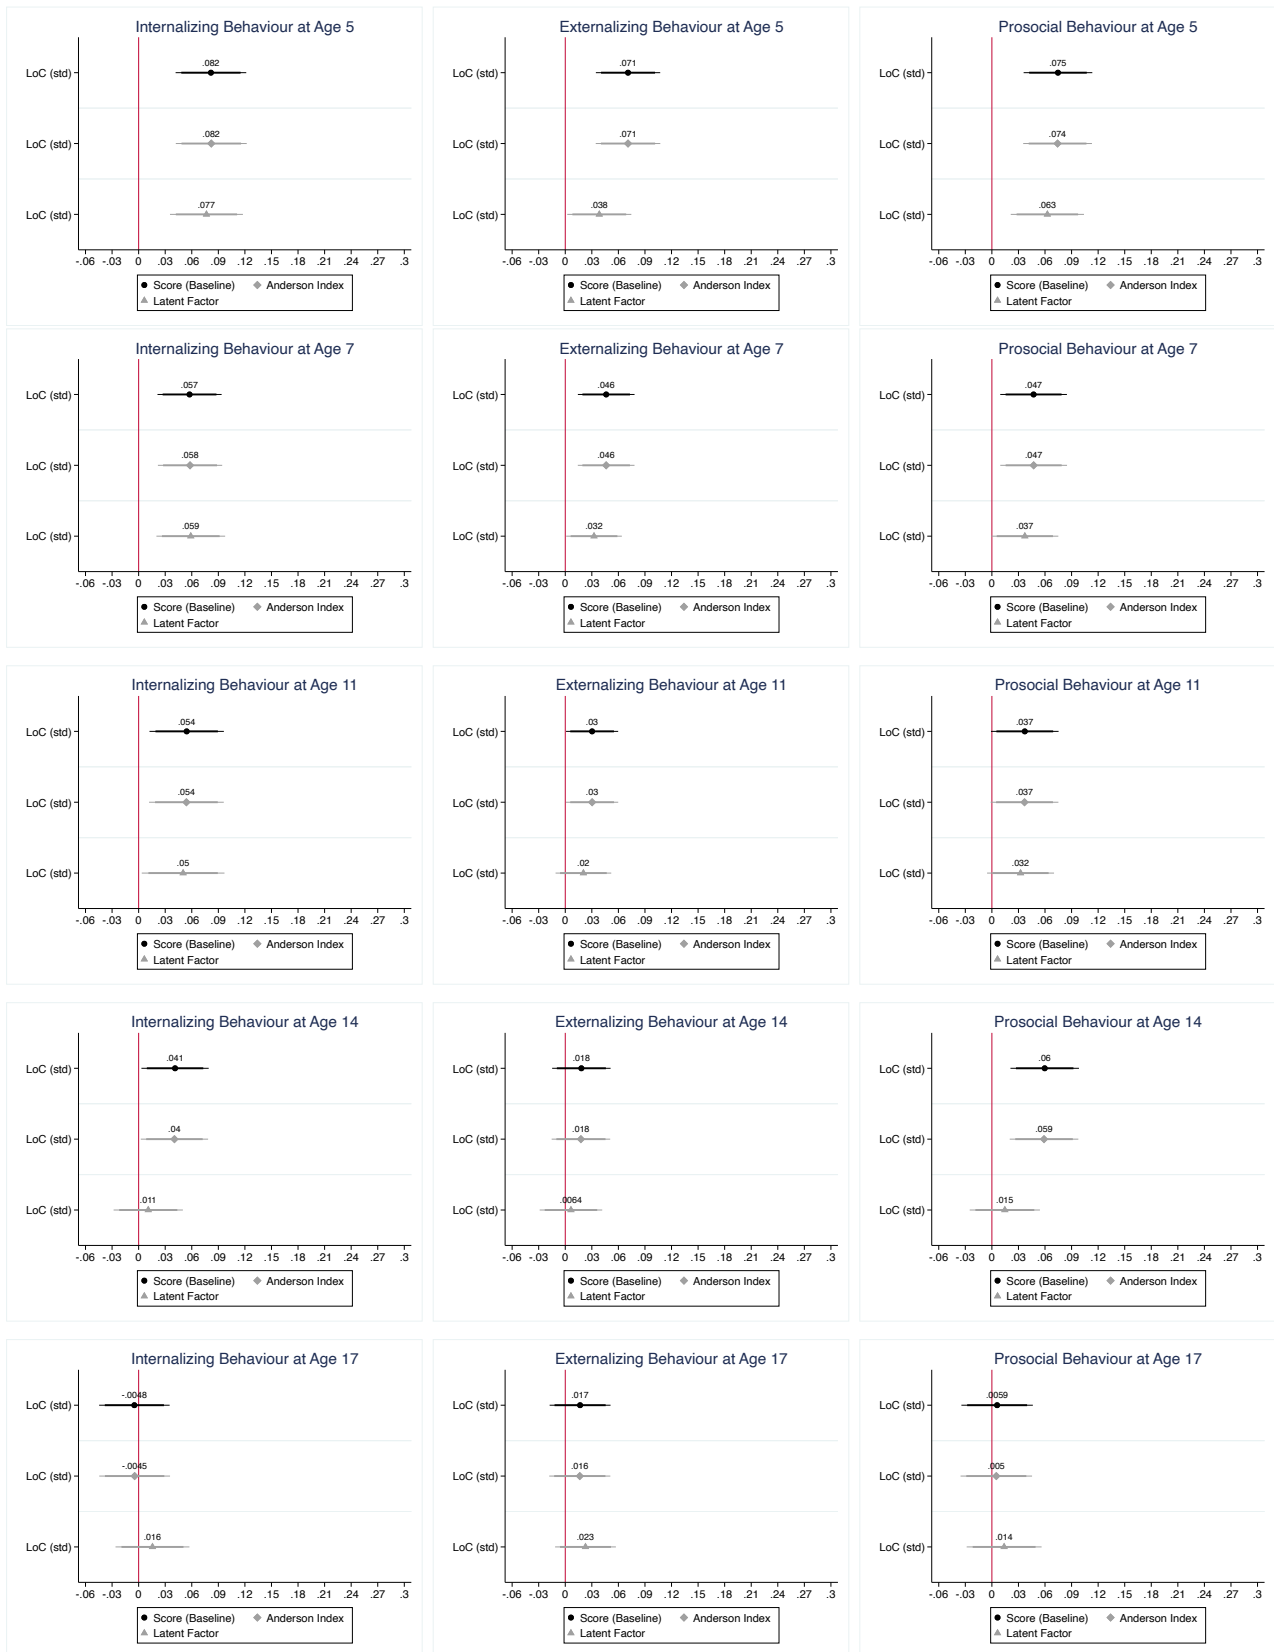 Internalizing Behaviour at Age 5
LoC (std)
.082
LoC (std)
.082
LoC (std)
.077
-.06 -.03 0 .03 .06 .09 .12 .15 .18 .21 .24 .27 .3
Score (Baseline) Anderson Index
Latent Factor
Externalizing Behaviour at Age 5
LoC (std)
.071
LoC (std)
.071
LoC (std)
.038
-.06 -.03 0 .03 .06 .09 .12 .15 .18 .21 .24 .27 .3
Score (Baseline) Anderson Index
Latent Factor
Prosocial Behaviour at Age 5
LoC (std)
.075
LoC (std)
.074
LoC (std)
.063
-.06 -.03 0 .03 .06 .09 .12 .15 .18 .21 .24 .27 .3
Score (Baseline) Anderson Index
Latent Factor
Internalizing Behaviour at Age 7
LoC (std)
.057
LoC (std)
.058
LoC (std)
.059
-.06 -.03 0 .03 .06 .09 .12 .15 .18 .21 .24 .27 .3
Score (Baseline) Anderson Index
Latent Factor
Externalizing Behaviour at Age 7
LoC (std)
.046
LoC (std)
.046
LoC (std)
.032
-.06 -.03 0 .03 .06 .09 .12 .15 .18 .21 .24 .27 .3
Score (Baseline) Anderson Index
Latent Factor
Prosocial Behaviour at Age 7
LoC (std)
.047
LoC (std)
.047
LoC (std)
.037
-.06 -.03 0 .03 .06 .09 .12 .15 .18 .21 .24 .27 .3
Score (Baseline) Anderson Index
Latent Factor
Internalizing Behaviour at Age 11
LoC (std)
.054
LoC (std)
.054
LoC (std)
.05
-.06 -.03 0 .03 .06 .09 .12 .15 .18 .21 .24 .27 .3
Score (Baseline) Anderson Index
Latent Factor
Externalizing Behaviour at Age 11
LoC (std)
.03
LoC (std)
.03
LoC (std)
.02
-.06 -.03 0 .03 .06 .09 .12 .15 .18 .21 .24 .27 .3
Score (Baseline) Anderson Index
Latent Factor
Prosocial Behaviour at Age 11
LoC (std)
.037
LoC (std)
.037
LoC (std)
.032
-.06 -.03 0 .03 .06 .09 .12 .15 .18 .21 .24 .27 .3
Score (Baseline) Anderson Index
Latent Factor
Internalizing Behaviour at Age 14
LoC (std)
.041
LoC (std)
.04
LoC (std)
.011
-.06 -.03 0 .03 .06 .09 .12 .15 .18 .21 .24 .27 .3
Score (Baseline) Anderson Index
Latent Factor
Externalizing Behaviour at Age 14
LoC (std)
.018
LoC (std)
.018
LoC (std)
.0064
-.06 -.03 0 .03 .06 .09 .12 .15 .18 .21 .24 .27 .3
Score (Baseline) Anderson Index
Latent Factor
Prosocial Behaviour at Age 14
LoC (std)
.06
LoC (std)
.059
LoC (std)
.015
-.06 -.03 0 .03 .06 .09 .12 .15 .18 .21 .24 .27 .3
Score (Baseline) Anderson Index
Latent Factor
Internalizing Behaviour at Age 17
LoC (std)
-.0048
LoC (std)
-.0045
LoC (std)
.016
-.06 -.03 0 .03 .06 .09 .12 .15 .18 .21 .24 .27 .3
Score (Baseline) Anderson Index
Latent Factor
Externalizing Behaviour at Age 17
LoC (std)
.017
LoC (std)
.016
LoC (std)
.023
-.06 -.03 0 .03 .06 .09 .12 .15 .18 .21 .24 .27 .3
Score (Baseline) Anderson Index
Latent Factor
Prosocial Behaviour at Age 17
LoC (std)
.0059
LoC (std)
.005
LoC (std)
.014
-.06 -.03 0 .03 .06 .09 .12 .15 .18 .21 .24 .27 .3
Score (Baseline) Anderson Index
Latent Factor